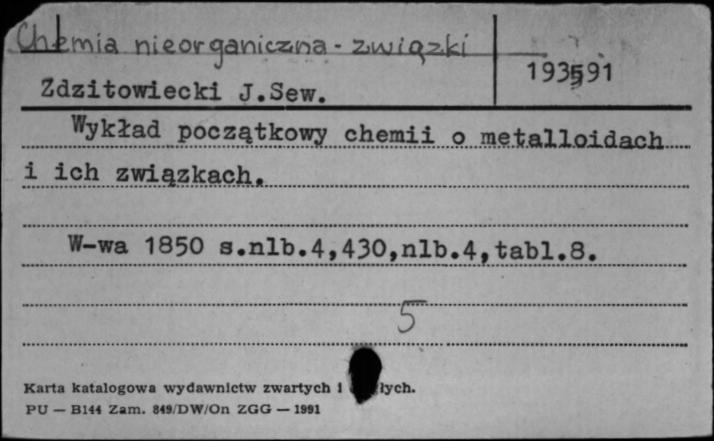 Chemia nieorganiczna - związki
193591
Zdzitowiecki J.Sew.
Wykład początkowy chemii o metalloidach
i ich związkach.
W-wa 1850 s.nlb.4,430,nlb.4,tabl.8.
5
Karta katalogowa wydawnictw zwartych i łych.
PU — B144 Zam. 849/DW/On ZGG — 1991